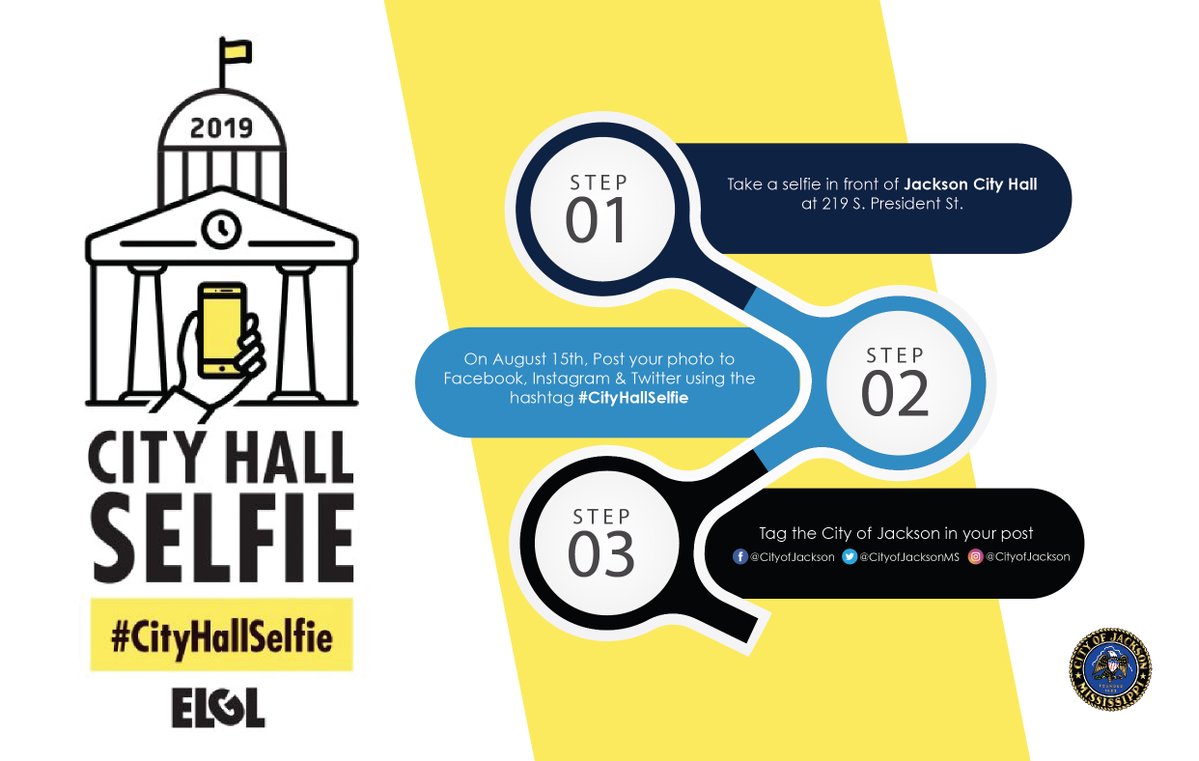 2019
CITY HALL
SELFIE
#CityHallSelfie
ELGL
STEP
01
Take a selfie in front of Jackson City Hall
at 219 S. President St.
On August 15th, Post your photo to
Facebook, Instagram & Twitter using the
hashtag #CityHallSelfie
STEP
02
STEP
03
Tag the City of Jackson in your post
@CityofJackson @CityofJacksonMS @CityofJackson
CITY OF JACKSON
MISSISSIPPI